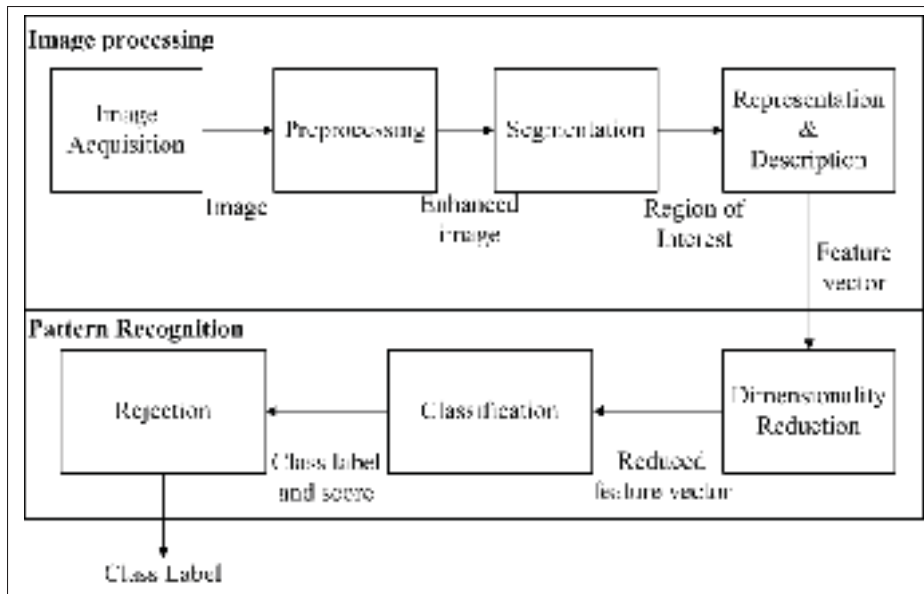 Image processing
Image
Acquisition
Preprocessing
Segmentation
Representation
&
Description
Image
Enhanced
image
Region of
Interest
Feature
vector
Pattern Recognition
Rejection
Classification
Dimensionality
Reduction
Class label
and score
Reduced
feature vector
Class Label